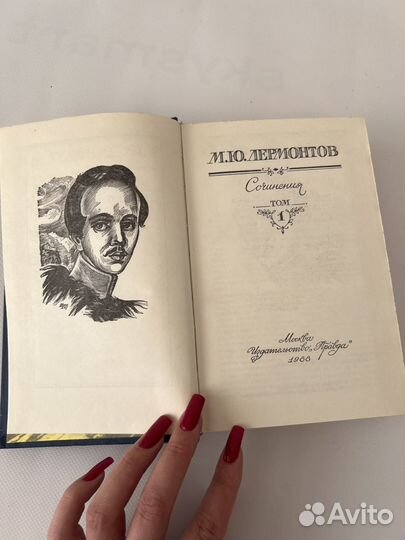 М.Ю.ЛЕРМОНТОВ
Сочинения
ТОМ
1
Москва
Издательство „Правда"
1988
Avito